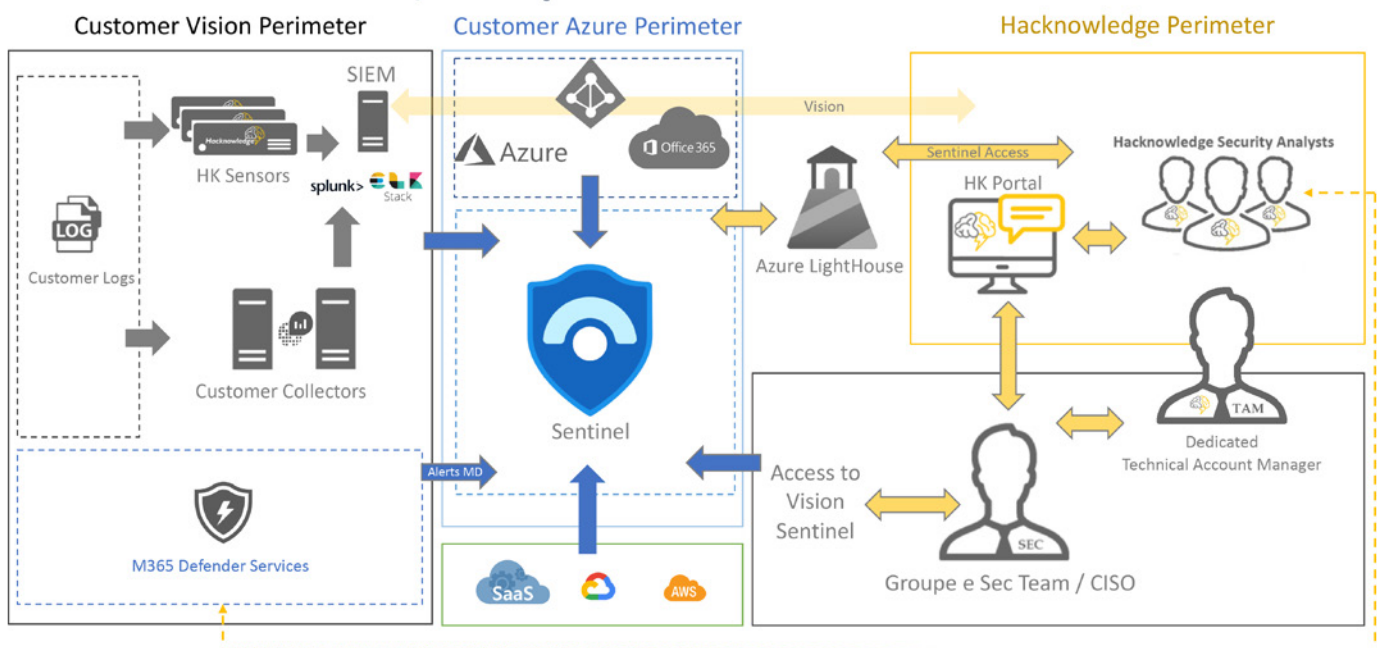 Customer Vision Perimeter
Customer Azure Perimeter
Hacknowledge Perimeter
SIEM
Hacknowledge
HK Sensors
splunk>
Stack
LOG
Customer Logs
Customer Collectors
M365 Defender Services
Alerts MD
Azure
Office 365
Vision
Sentinel Access
Azure LightHouse
Sentinel
SaaS
AWS
HK Portal
Hacknowledge Security Analysts
TAM
Dedicated
Technical Account Manager
Access to
Vision
Sentinel
SEC
Groupe e Sec Team / CISO